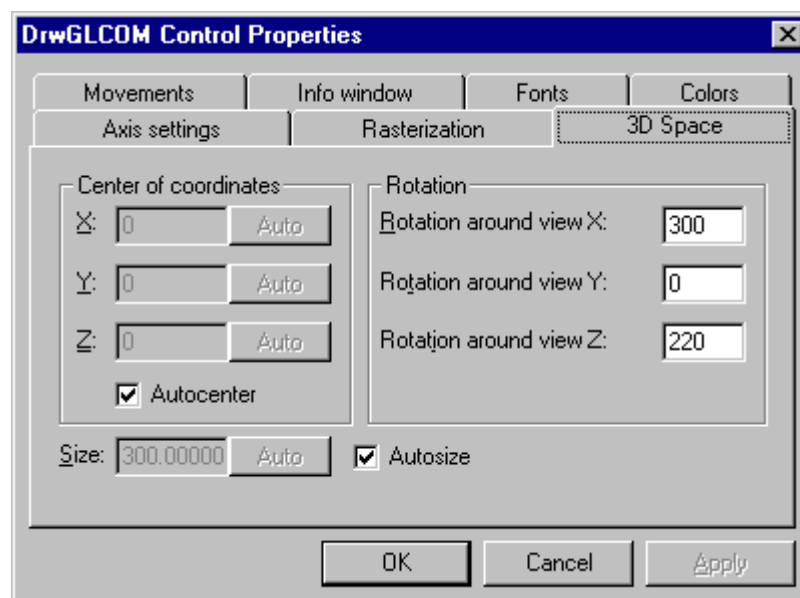 DrwGLCOM Control Properties
Movements Info window Fonts Colors
Axis settings Rasterization 3D Space
Center of coordinates
X: 0 Auto
Y: 0 Auto
Z: 0 Auto
Autocenter
Rotation
Rotation around view X: 300
Rotation around view Y: 0
Rotation around view Z: 220
Size: 300.00000 Auto Autosize
OK Cancel Apply